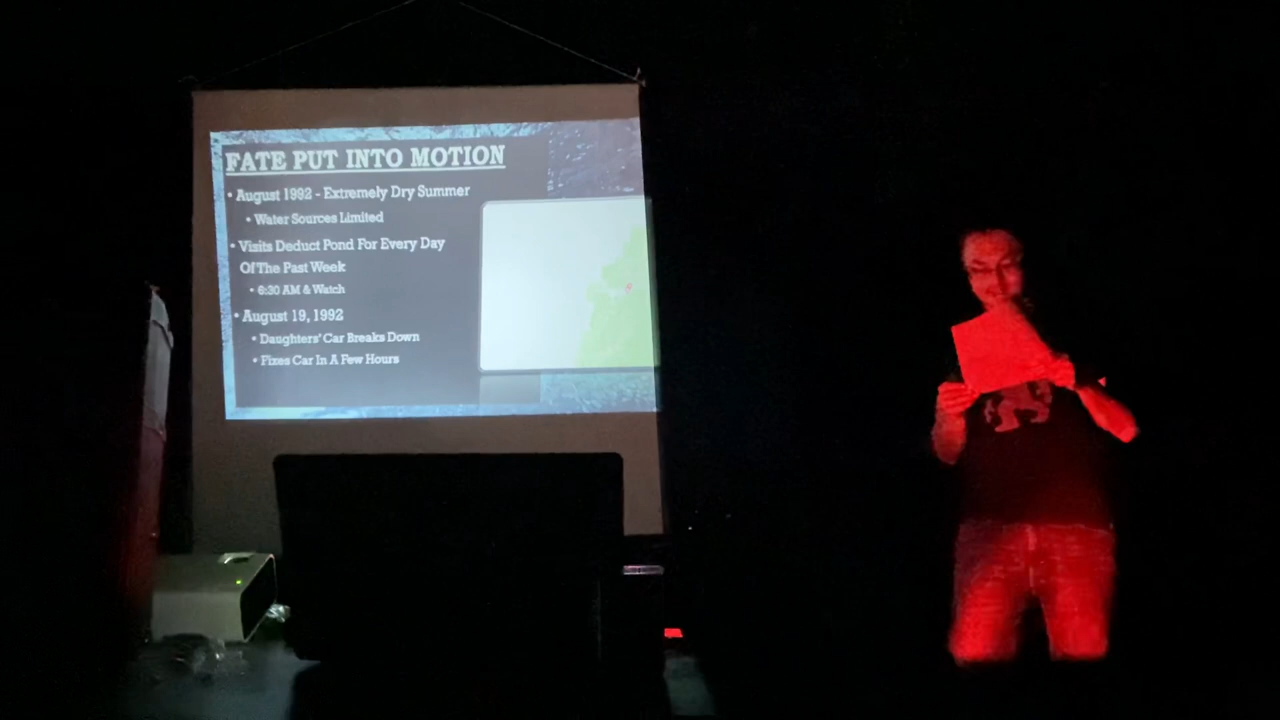 FATE PUT INTO MOTION
• August 1992 - Extremely Dry Summer
• Water Sources Limited
• Visits Deduct Pond For Every Day
Of The Past Week
• 6:30 AM & Watch
• August 19, 1992
• Daughters' Car Breaks Down
• Fixes Car In A Few Hours